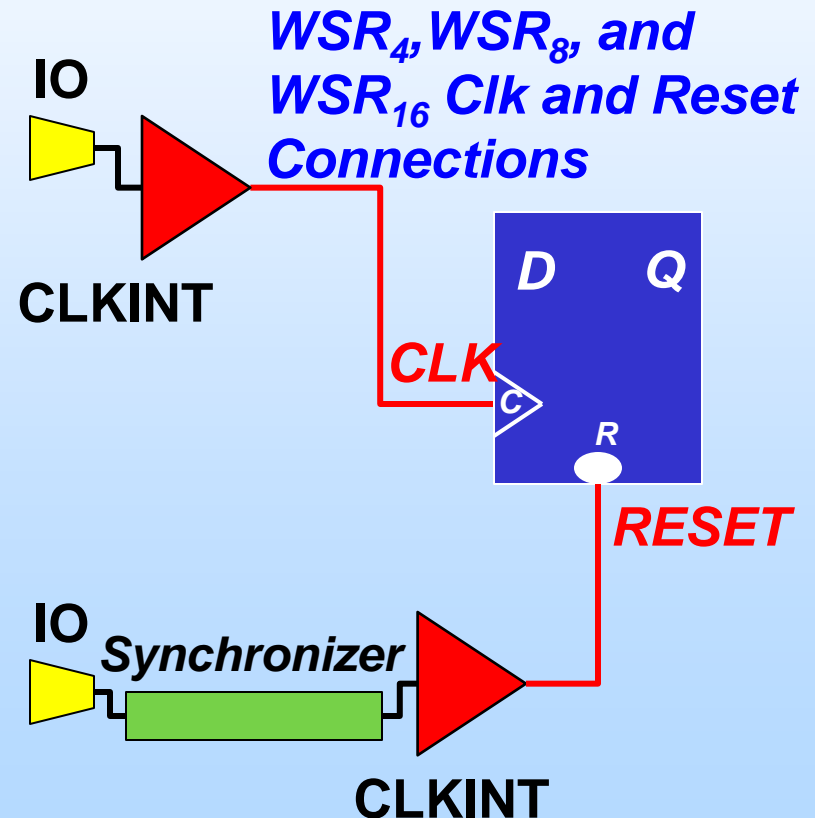 WSR₄,WSR₈, and
WSR₁₆ Clk and Reset
Connections
IO
CLKINT
D Q
CLK
C
R
RESET
IO
Synchronizer
CLKINT